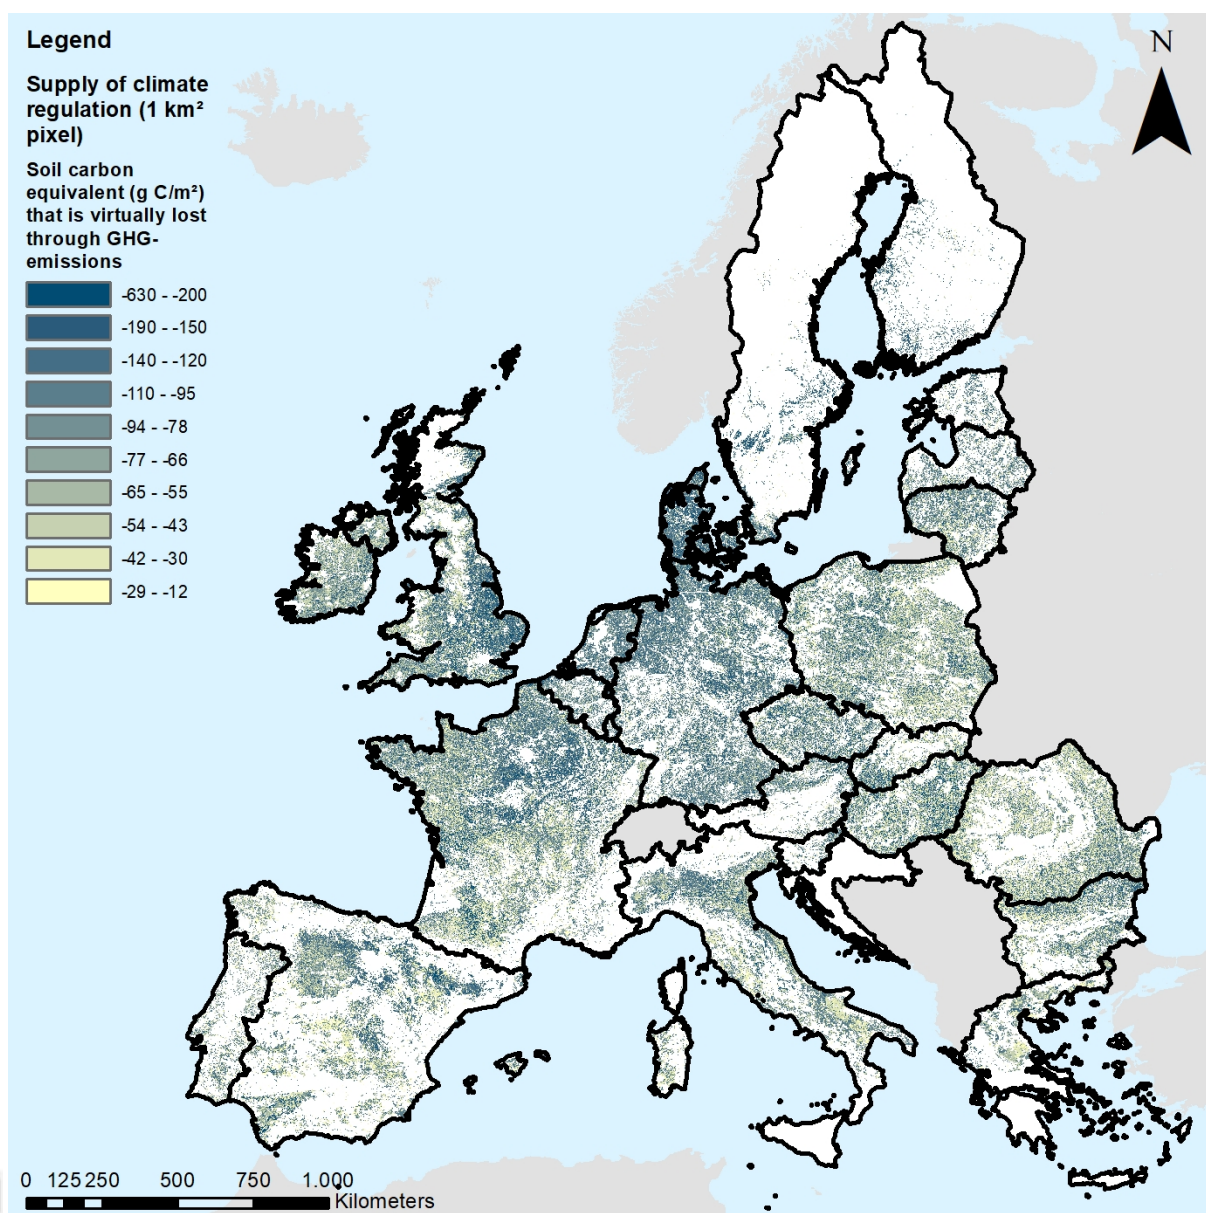 Legend
Supply of climate
regulation (1 km²
pixel)
Soil carbon
equivalent (g C/m²)
that is virtually lost
through GHG-
emissions
-630 - -200
-190 - -150
-140 - -120
-110 - -95
-94 - -78
-77 - -66
-65 - -55
-54 - -43
-42 - -30
-29 - -12
N
0 125 250 500 750 1.000
Kilometers